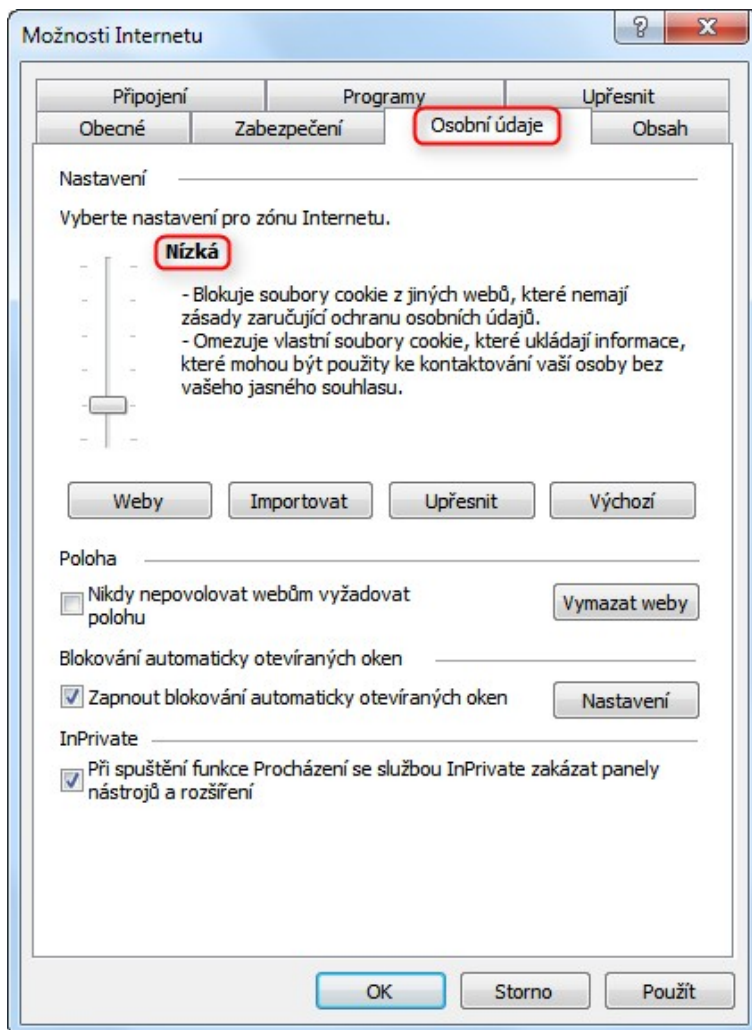 Možnosti Internetu
Připojení Programy Upřesnit
Obecné Zabezpečení Osobní údaje Obsah
Nastavení
Vyberte nastavení pro zónu Internetu.
Nízká
- Blokuje soubory cookie z jiných webů, které nemají
zásady zaručující ochranu osobních údajů.
- Omezuje vlastní soubory cookie, které ukládají informace,
které mohou být použity ke kontaktování vaší osoby bez
vašeho jasného souhlasu.
Weby Importovat Upřesnit Výchozí
Poloha
Nikdy nepovolovat webům vyžadovat
polohu
Vymazat weby
Blokování automaticky otevíraných oken
Zapnout blokování automaticky otevíraných oken Nastavení
InPrivate
Při spuštění funkce Procházení se službou InPrivate zakázat panely
nástrojů a rozšíření
OK Storno Použít